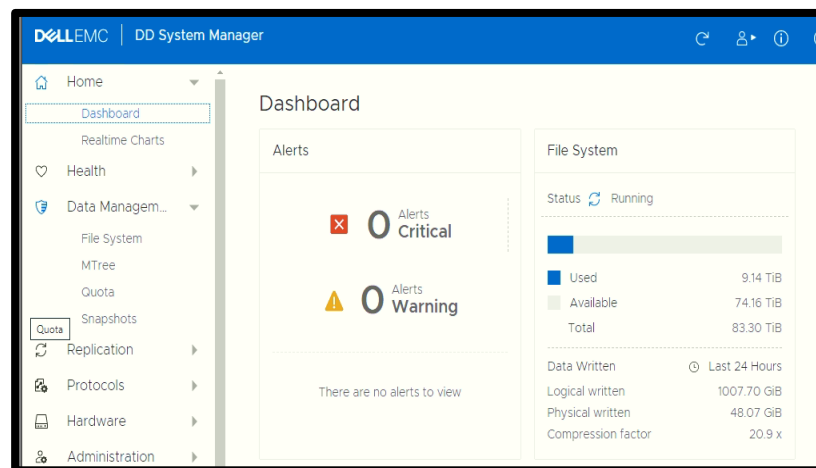 DELLEMC | DD System Manager
Home
Dashboard
Realtime Charts
Health
Data Managem...
File System
MTree
Quota
Snapshots
Quota
Replication
Protocols
Hardware
Administration
Dashboard
Alerts
0 Alerts Critical
0 Alerts Warning
There are no alerts to view
File System
Status Running
Used 9.14 TiB
Available 74.16 TiB
Total 83.30 TiB
Data Written Last 24 Hours
Logical written 1007.70 GiB
Physical written 48.07 GiB
Compression factor 20.9 x